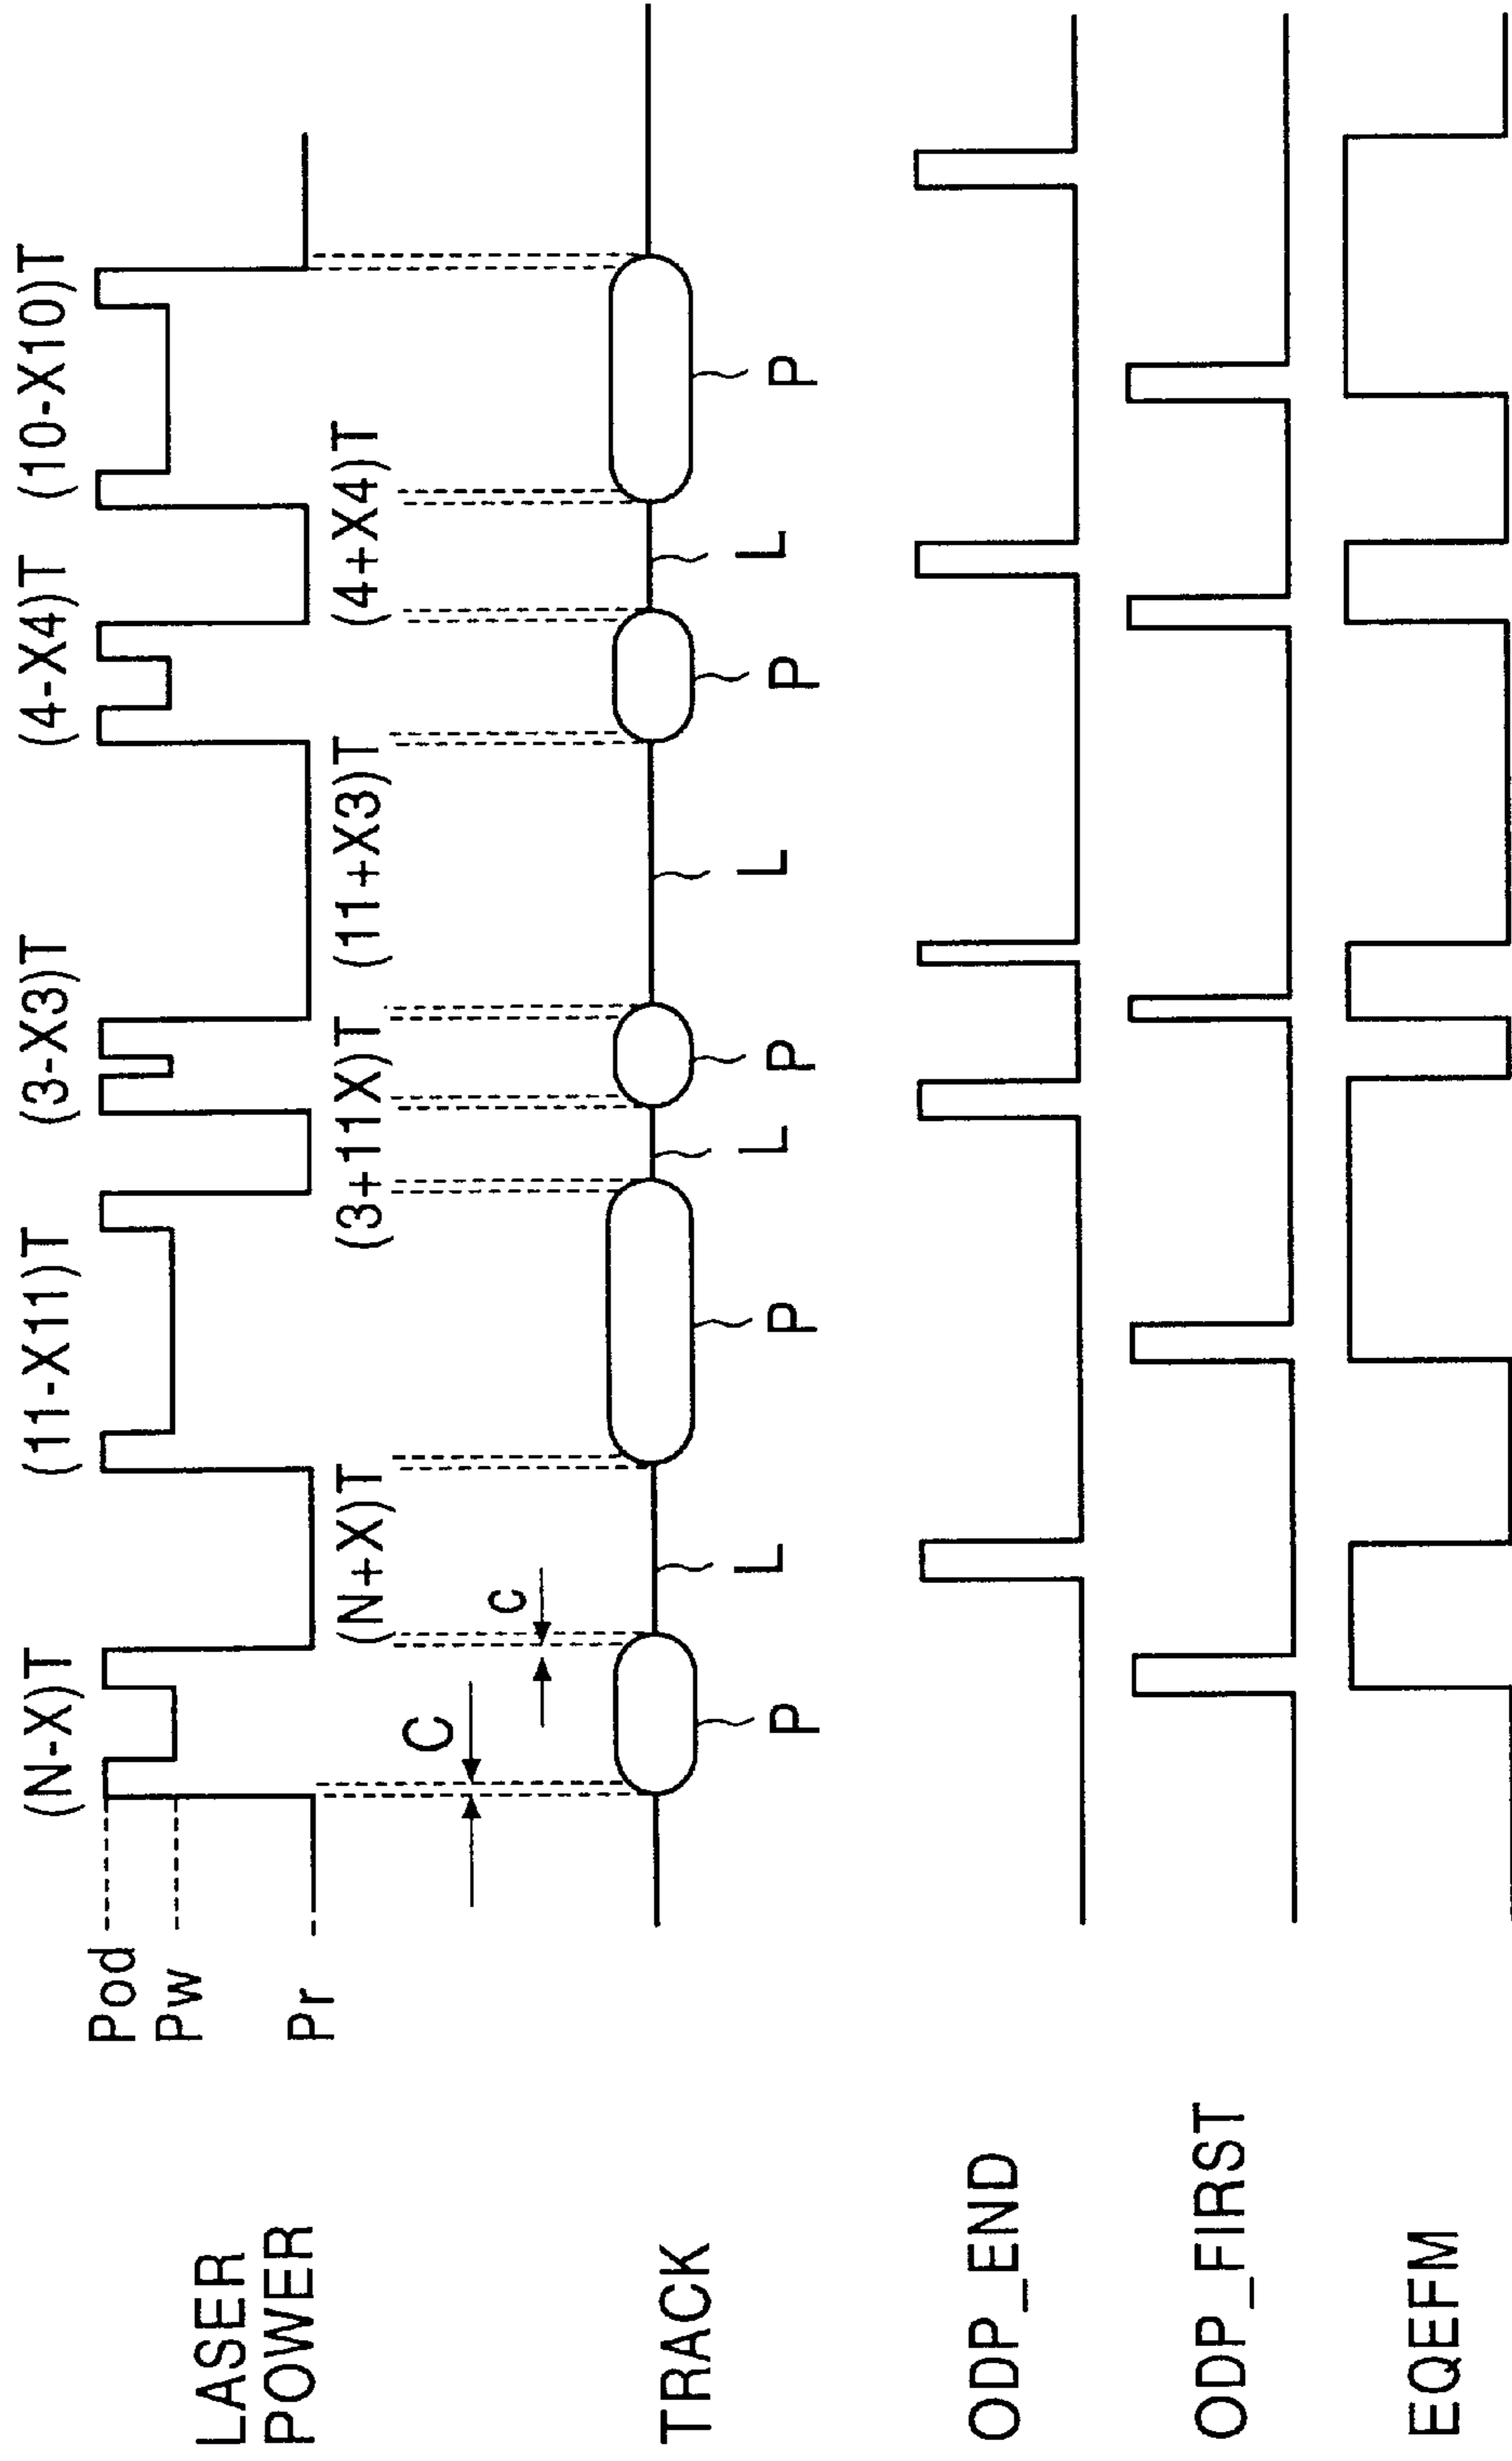 (N-X)T (11-X11)T (3-X3)T (4-X4)T (10-X10)T
Pod
Pw
Pr
LASER
POWER
(N+X)T (3+11X)T (11+X3)T (4+X4)T
C c
TRACK
P L P L P L P L P
ODP_END
ODP_FIRST
EQEFM